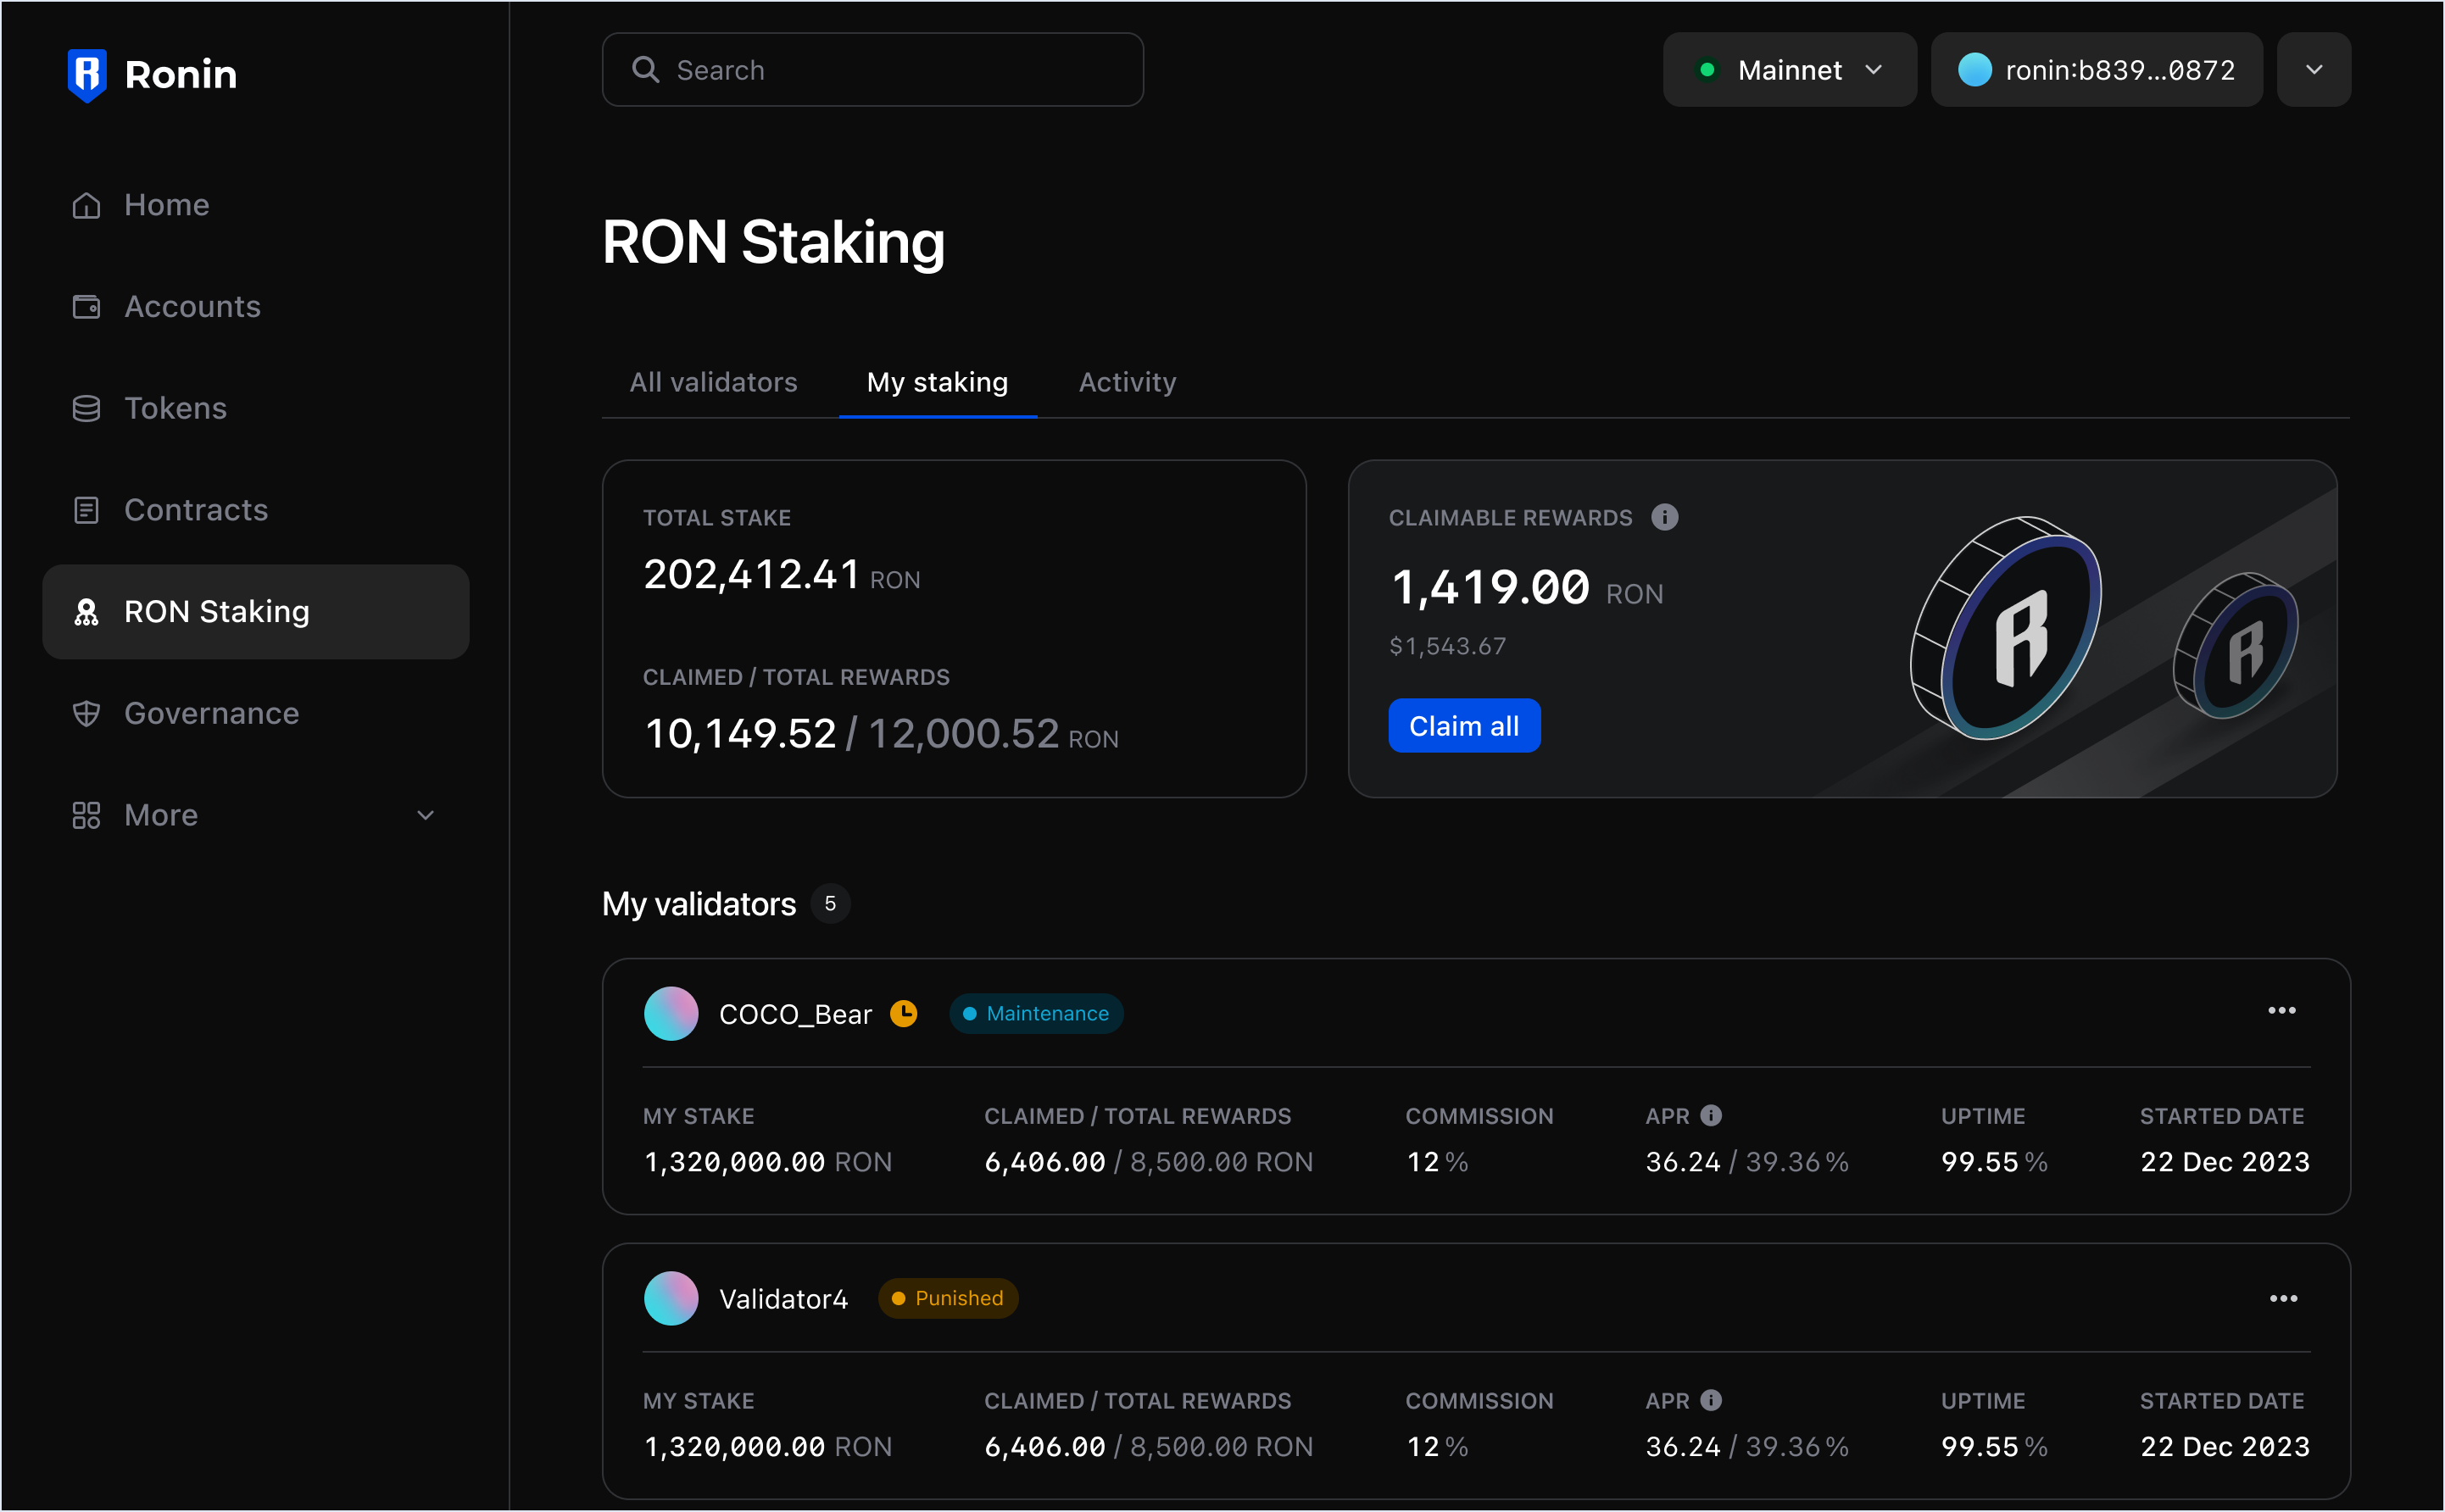 Ronin
Search
Mainnet
ronin:b839...0872
Home
Accounts
Tokens
Contracts
RON Staking
Governance
More
RON Staking
All validators
My staking
Activity
TOTAL STAKE
202,412.41 RON
CLAIMED / TOTAL REWARDS
10,149.52 / 12,000.52 RON
CLAIMABLE REWARDS
1,419.00 RON
$1,543.67
Claim all
My validators 5
COCO_Bear Maintenance
MY STAKE CLAIMED / TOTAL REWARDS COMMISSION APR UPTIME STARTED DATE
1,320,000.00 RON 6,406.00 / 8,500.00 RON 12 % 36.24 / 39.36 % 99.55 % 22 Dec 2023
Validator4 Punished
MY STAKE CLAIMED / TOTAL REWARDS COMMISSION APR UPTIME STARTED DATE
1,320,000.00 RON 6,406.00 / 8,500.00 RON 12 % 36.24 / 39.36 % 99.55 % 22 Dec 2023